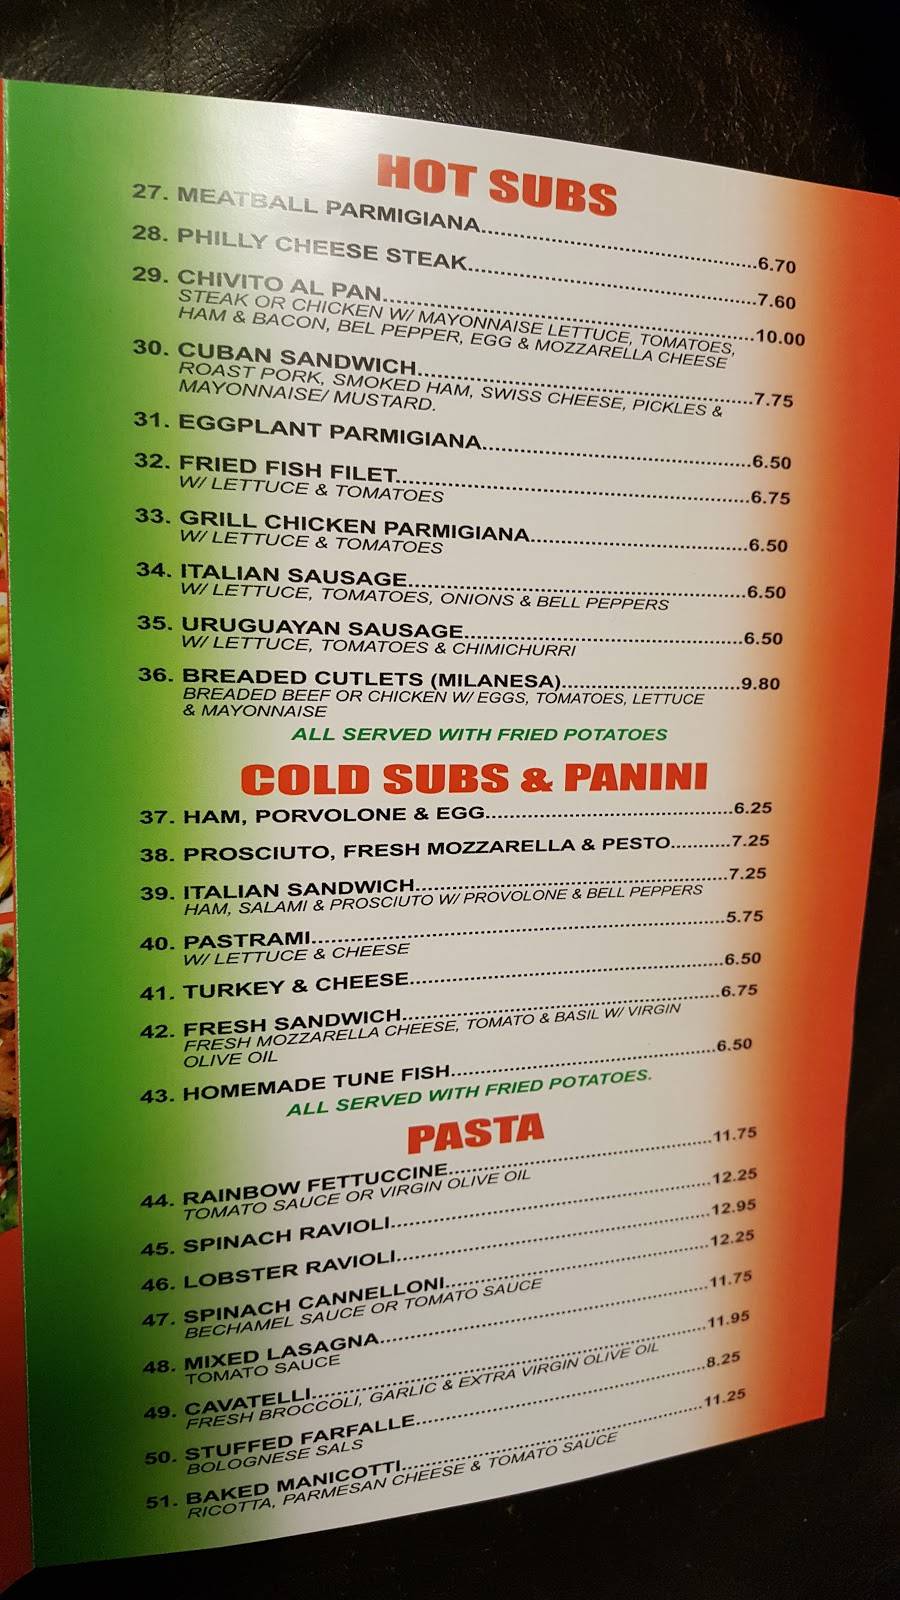 HOT SUBS
27. MEATBALL PARMIGIANA.....6.70
28. PHILLY CHEESE STEAK.....7.60
29. CHIVITO AL PAN.....10.00
STEAK OR CHICKEN W/ MAYONNAISE LETTUCE, TOMATOES,
HAM & BACON, BEL PEPPER, EGG & MOZZARELLA CHEESE
30. CUBAN SANDWICH.....7.75
ROAST PORK, SMOKED HAM, SWISS CHEESE, PICKLES &
MAYONNAISE/ MUSTARD.
31. EGGPLANT PARMIGIANA.....6.50
32. FRIED FISH FILET.....6.75
W/ LETTUCE & TOMATOES
33. GRILL CHICKEN PARMIGIANA.....6.50
W/ LETTUCE & TOMATOES
34. ITALIAN SAUSAGE.....6.50
W/ LETTUCE, TOMATOES, ONIONS & BELL PEPPERS
35. URUGUAYAN SAUSAGE.....6.50
W/ LETTUCE, TOMATOES & CHIMICHURRI
36. BREADED CUTLETS (MILANESA).....9.80
BREADED BEEF OR CHICKEN W/ EGGS, TOMATOES, LETTUCE
& MAYONNAISE
ALL SERVED WITH FRIED POTATOES
COLD SUBS & PANINI
37. HAM, PORVOLONE & EGG.....6.25
38. PROSCIUTO, FRESH MOZZARELLA & PESTO.....7.25
39. ITALIAN SANDWICH.....7.25
HAM, SALAMI & PROSCIUTO W/ PROVOLONE & BELL PEPPERS
40. PASTRAMI.....5.75
W/ LETTUCE & CHEESE
41. TURKEY & CHEESE.....6.50
42. FRESH SANDWICH.....6.75
FRESH MOZZARELLA CHEESE, TOMATO & BASIL W/ VIRGIN
OLIVE OIL
43. HOMEMADE TUNE FISH.....6.50
ALL SERVED WITH FRIED POTATOES.
PASTA
44. RAINBOW FETTUCCINE.....11.75
TOMATO SAUCE OR VIRGIN OLIVE OIL
45. SPINACH RAVIOLI.....12.25
46. LOBSTER RAVIOLI.....12.95
47. SPINACH CANNELLONI.....12.25
BECHAMEL SAUCE OR TOMATO SAUCE
48. MIXED LASAGNA.....11.75
TOMATO SAUCE
49. CAVATELLI.....11.95
FRESH BROCCOLI, GARLIC & EXTRA VIRGIN OLIVE OIL
50. STUFFED FARFALLE.....8.25
BOLOGNESE SALS
51. BAKED MANICOTTI.....11.25
RICOTTA, PARMESAN CHEESE & TOMATO SAUCE